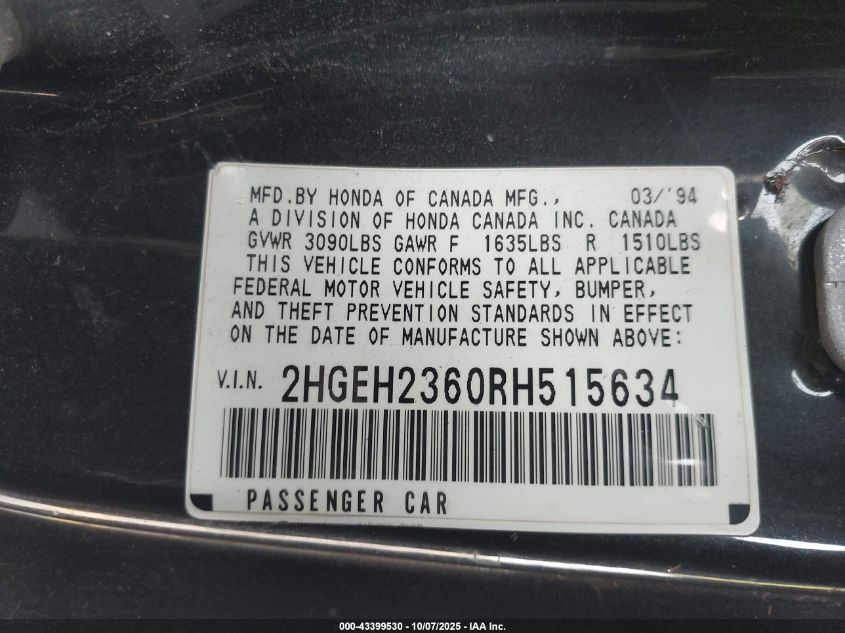 MFD.BY HONDA OF CANADA MFG., 03/'94
A DIVISION OF HONDA CANADA INC. CANADA
GVWR 3090LBS GAWR F 1635LBS R 1510LBS
THIS VEHICLE CONFORMS TO ALL APPLICABLE
FEDERAL MOTOR VEHICLE SAFETY, BUMPER,
AND THEFT PREVENTION STANDARDS IN EFFECT
ON THE DATE OF MANUFACTURE SHOWN ABOVE:
V.I.N. 2HGEH2360RH515634
PASSENGER CAR
000-43399530 - 10/07/2025 - IAA Inc.